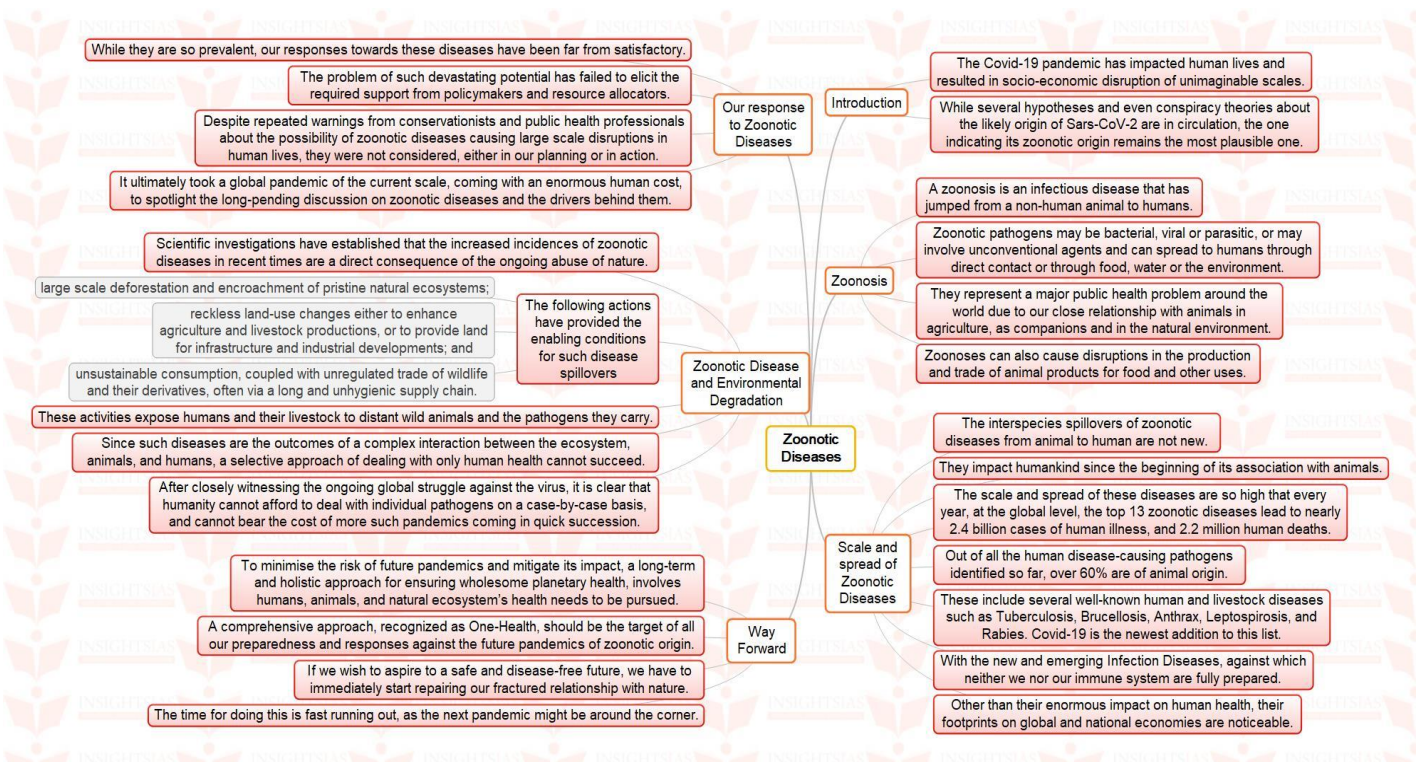 Zoonotic
Diseases
Introduction
The Covid-19 pandemic has impacted human lives and
resulted in socio-economic disruption of unimaginable scales.
While several hypotheses and even conspiracy theories about
the likely origin of Sars-CoV-2 are in circulation, the one
indicating its zoonotic origin remains the most plausible one.
Zoonosis
A zoonosis is an infectious disease that has
jumped from a non-human animal to humans.
Zoonotic pathogens may be bacterial, viral or parasitic, or may
involve unconventional agents and can spread to humans through
direct contact or through food, water or the environment.
They represent a major public health problem around the
world due to our close relationship with animals in
agriculture, as companions and in the natural environment.
Zoonoses can also cause disruptions in the production
and trade of animal products for food and other uses.
Scale and
spread of
Zoonotic
Diseases
The interspecies spillovers of zoonotic
diseases from animal to human are not new.
They impact humankind since the beginning of its association with animals.
The scale and spread of these diseases are so high that every
year, at the global level, the top 13 zoonotic diseases lead to nearly
2.4 billion cases of human illness, and 2.2 million human deaths.
Out of all the human disease-causing pathogens
identified so far, over 60% are of animal origin.
These include several well-known human and livestock diseases
such as Tuberculosis, Brucellosis, Anthrax, Leptospirosis, and
Rabies. Covid-19 is the newest addition to this list.
With the new and emerging Infection Diseases, against which
neither we nor our immune system are fully prepared.
Other than their enormous impact on human health, their
footprints on global and national economies are noticeable.
Our response
to Zoonotic
Diseases
While they are so prevalent, our responses towards these diseases have been far from satisfactory.
The problem of such devastating potential has failed to elicit the
required support from policymakers and resource allocators.
Despite repeated warnings from conservationists and public health professionals
about the possibility of zoonotic diseases causing large scale disruptions in
human lives, they were not considered, either in our planning or in action.
It ultimately took a global pandemic of the current scale, coming with an enormous human cost,
to spotlight the long-pending discussion on zoonotic diseases and the drivers behind them.
Zoonotic Disease
and Environmental
Degradation
Scientific investigations have established that the increased incidences of zoonotic
diseases in recent times are a direct consequence of the ongoing abuse of nature.
The following actions
have provided the
enabling conditions
for such disease
spillovers
large scale deforestation and encroachment of pristine natural ecosystems;
reckless land-use changes either to enhance
agriculture and livestock productions, or to provide land
for infrastructure and industrial developments; and
unsustainable consumption, coupled with unregulated trade of wildlife
and their derivatives, often via a long and unhygienic supply chain.
These activities expose humans and their livestock to distant wild animals and the pathogens they carry.
Since such diseases are the outcomes of a complex interaction between the ecosystem,
animals, and humans, a selective approach of dealing with only human health cannot succeed.
After closely witnessing the ongoing global struggle against the virus, it is clear that
humanity cannot afford to deal with individual pathogens on a case-by-case basis,
and cannot bear the cost of more such pandemics coming in quick succession.
Way
Forward
To minimise the risk of future pandemics and mitigate its impact, a long-term
and holistic approach for ensuring wholesome planetary health, involves
humans, animals, and natural ecosystem's health needs to be pursued.
A comprehensive approach, recognized as One-Health, should be the target of all
our preparedness and responses against the future pandemics of zoonotic origin.
If we wish to aspire to a safe and disease-free future, we have to
immediately start repairing our fractured relationship with nature.
The time for doing this is fast running out, as the next pandemic might be around the corner.
INSIGHTSIAS